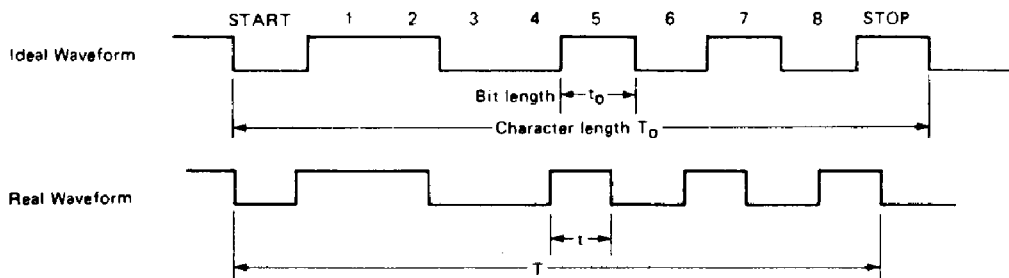 START 1 2 3 4 5 6 7 8 STOP
Ideal Waveform
Bit length t₀
Character length T₀
Real Waveform
t
T